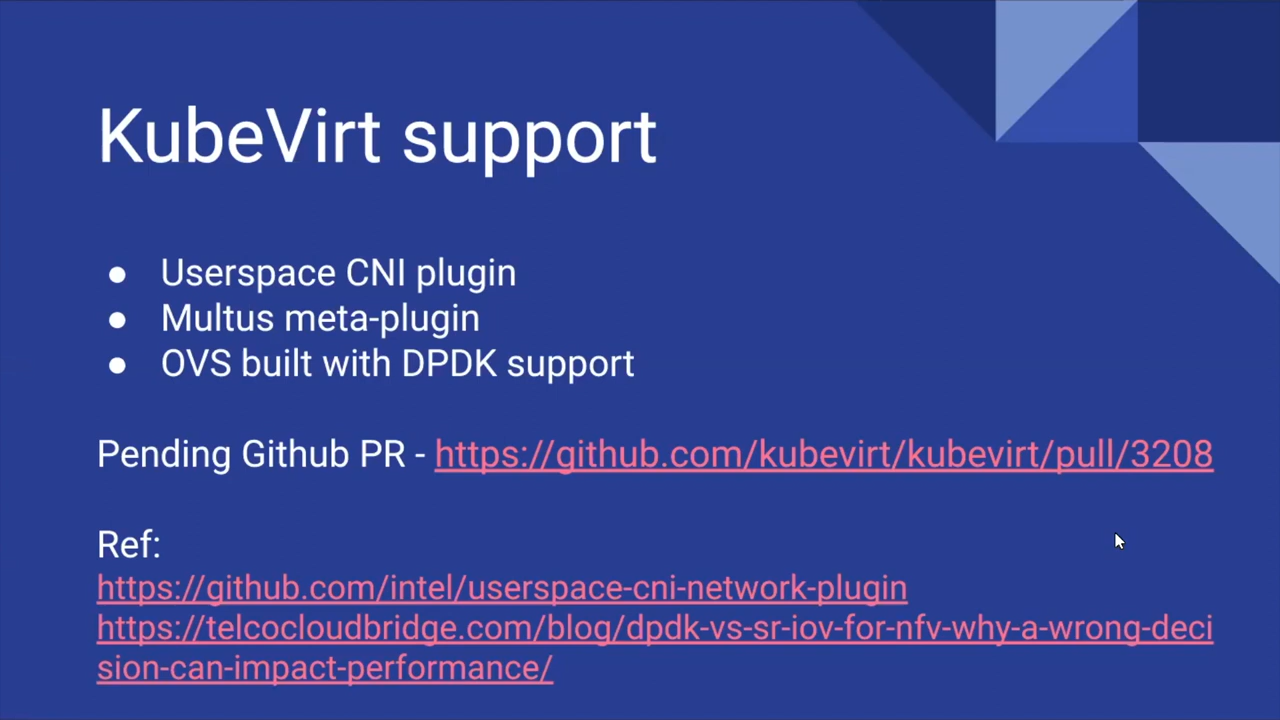 KubeVirt support
● Userspace CNI plugin
● Multus meta-plugin
● OVS built with DPDK support
Pending Github PR - https://github.com/kubevirt/kubevirt/pull/3208
Ref:
https://github.com/intel/userspace-cni-network-plugin
https://telcocloudbridge.com/blog/dpdk-vs-sr-iov-for-nfv-why-a-wrong-deci
sion-can-impact-performance/